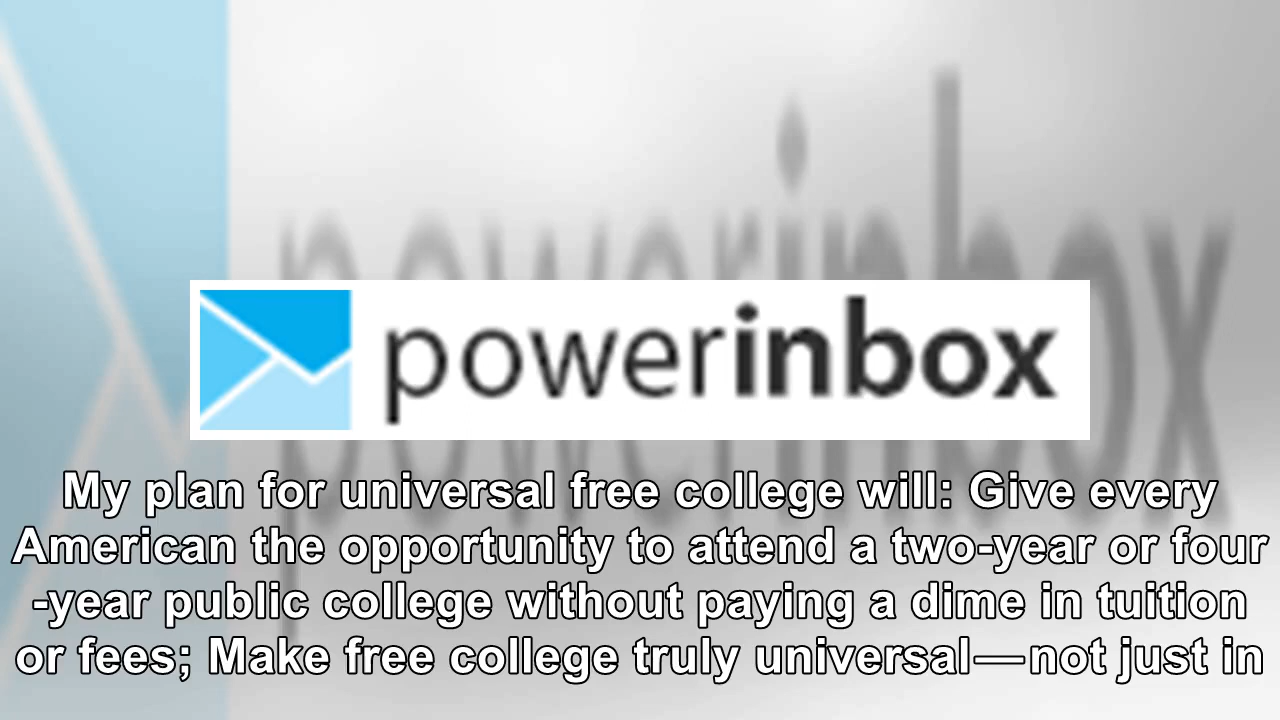 powerinbox
powerinbox
My plan for universal free college will: Give every
American the opportunity to attend a two-year or four
-year public college without paying a dime in tuition
or fees; Make free college truly universal — not just in